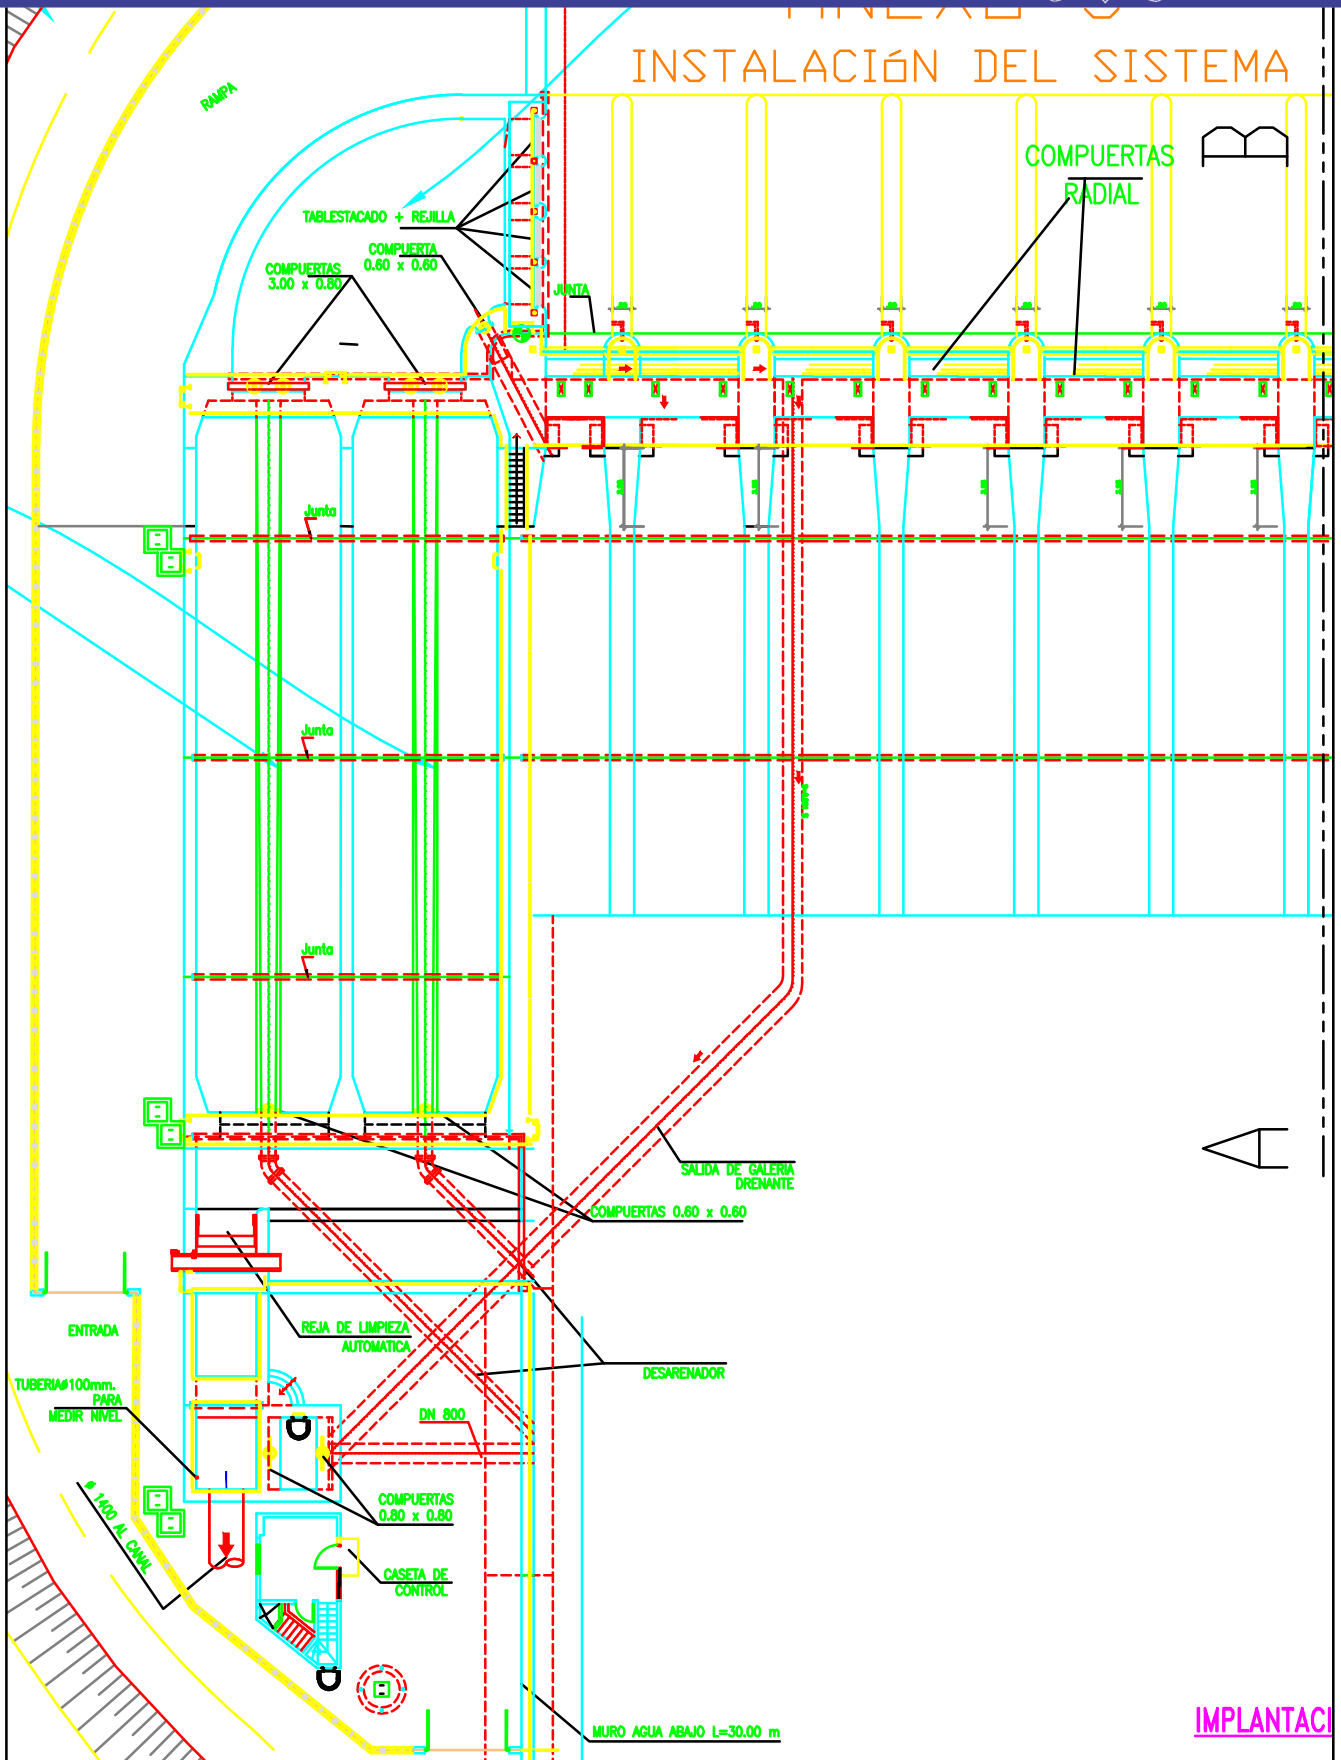 INSTALACIóN DEL SISTEMA
RAMPA
COMPUERTAS
RADIAL
TABLESTACADO + REJILLA
COMPUERTA
0.60 x 0.60
COMPUERTAS
3.00 x 0.80
JUNTA
Junta
Junta
Junta
SALIDA DE GALERIA
DRENANTE
COMPUERTAS 0.60 x 0.60
ENTRADA
REJA DE LIMPIEZA
AUTOMATICA
DESARENADOR
TUBERIAø100mm.
PARA
MEDIR NIVEL
DN 800
COMPUERTAS
0.80 x 0.80
ø 1400 AL CANAL
CASETA DE
CONTROL
MURO AGUA ABAJO L=30.00 m
IMPLANTACI